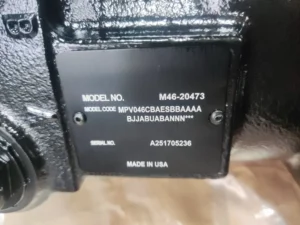 MODEL NO. M46-20473
MODEL CODE MPV046CBAESBBAAAA
BJJABUABANNN***
SERIAL NO. A251705236
MADE IN USA